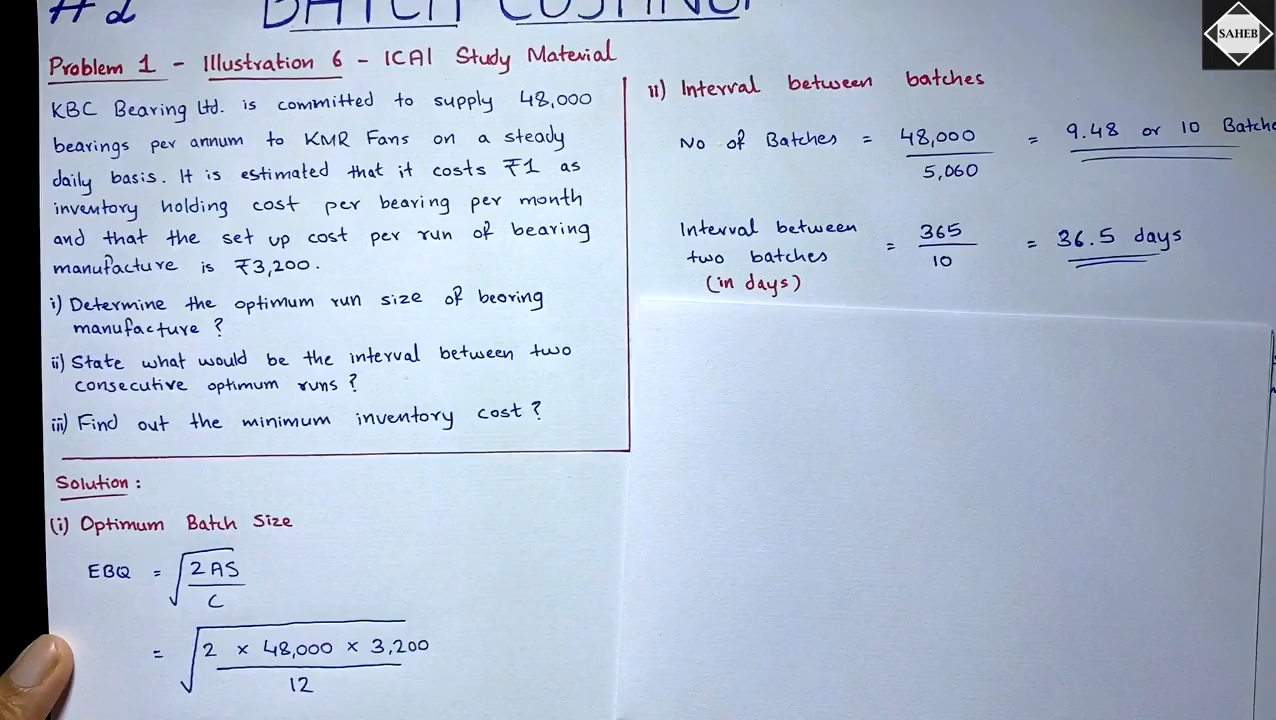 #2 BATCH COSTING
Problem 1 - Illustration 6 - ICAI Study Material
KBC Bearing Ltd. is committed to supply 48,000
bearings per annum to KMR Fans on a steady
daily basis. It is estimated that it costs ₹1 as
inventory holding cost per bearing per month
and that the set up cost per run of bearing
manufacture is ₹3,200.
i) Determine the optimum run size of bearing
manufacture ?
ii) State what would be the interval between two
consecutive optimum runs ?
iii) Find out the minimum inventory cost ?
Solution :
(i) Optimum Batch Size
EBQ = √ 2AS
C
= √ 2 × 48,000 × 3,200
12
ii) Interval between batches
No of Batches = 48,000 = 9.48 or 10 Batche
5,060
Interval between
two batches = 365 = 36.5 days
10
(in days)
SAHEB